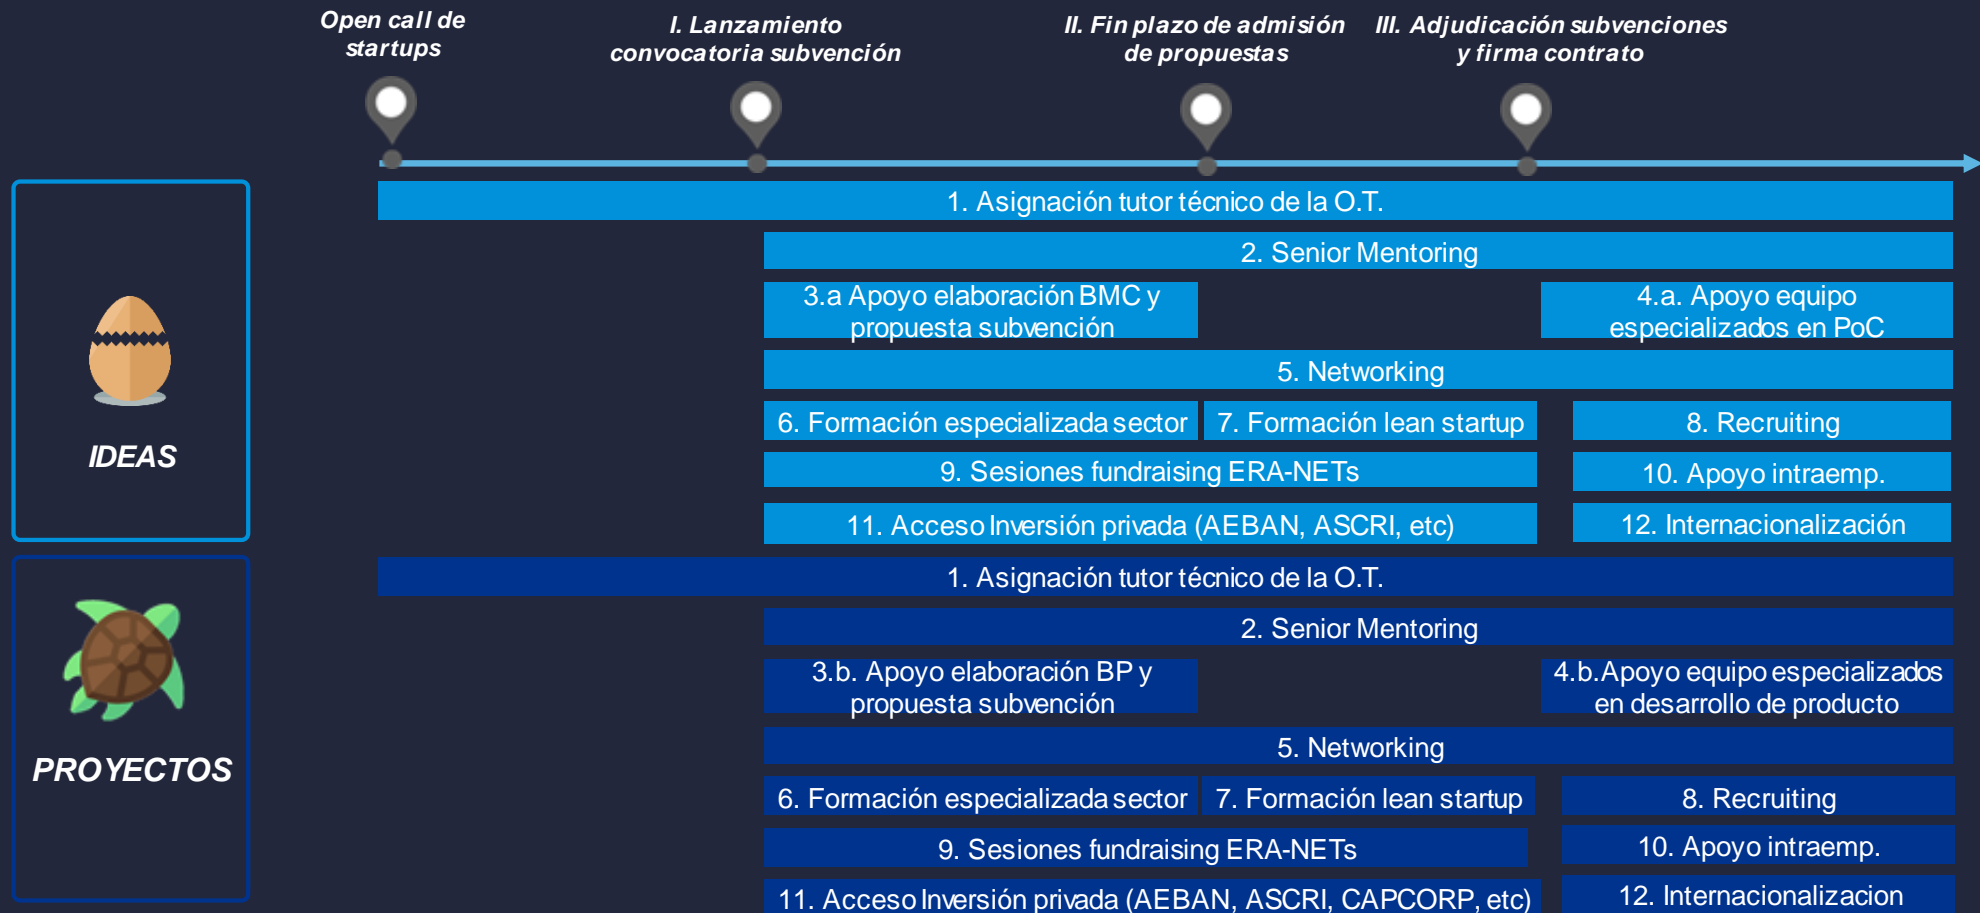 Open call de
startups
I. Lanzamiento
convocatoria subvención
II. Fin plazo de admisión
de propuestas
III. Adjudicación subvenciones
y firma contrato
IDEAS
1. Asignación tutor técnico de la O.T.
2. Senior Mentoring
3.a Apoyo elaboración BMC y
propuesta subvención
4.a. Apoyo equipo
especializados en PoC
5. Networking
6. Formación especializada sector
7. Formación lean startup
8. Recruiting
9. Sesiones fundraising ERA-NETs
10. Apoyo intraemp.
11. Acceso Inversión privada (AEBAN, ASCRI, etc)
12. Internacionalización
PROYECTOS
1. Asignación tutor técnico de la O.T.
2. Senior Mentoring
3.b. Apoyo elaboración BP y
propuesta subvención
4.b.Apoyo equipo especializados
en desarrollo de producto
5. Networking
6. Formación especializada sector
7. Formación lean startup
8. Recruiting
9. Sesiones fundraising ERA-NETs
10. Apoyo intraemp.
11. Acceso Inversión privada (AEBAN, ASCRI, CAPCORP, etc)
12. Internacionalizacion